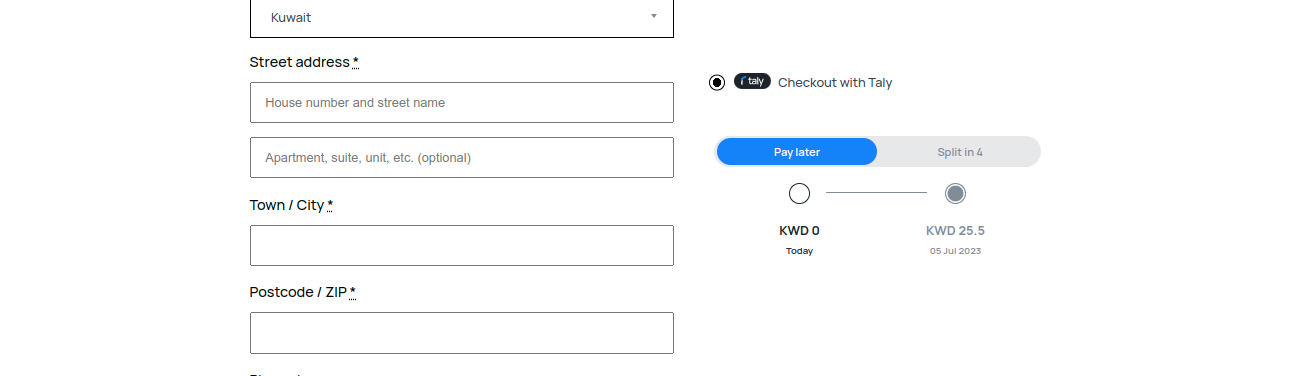 Kuwait
Street address *
House number and street name
Apartment, suite, unit, etc. (optional)
Town / City *
Postcode / ZIP *
taly Checkout with Taly
Pay later
Split in 4
KWD 0
KWD 25.5
Today
05 Jul 2023